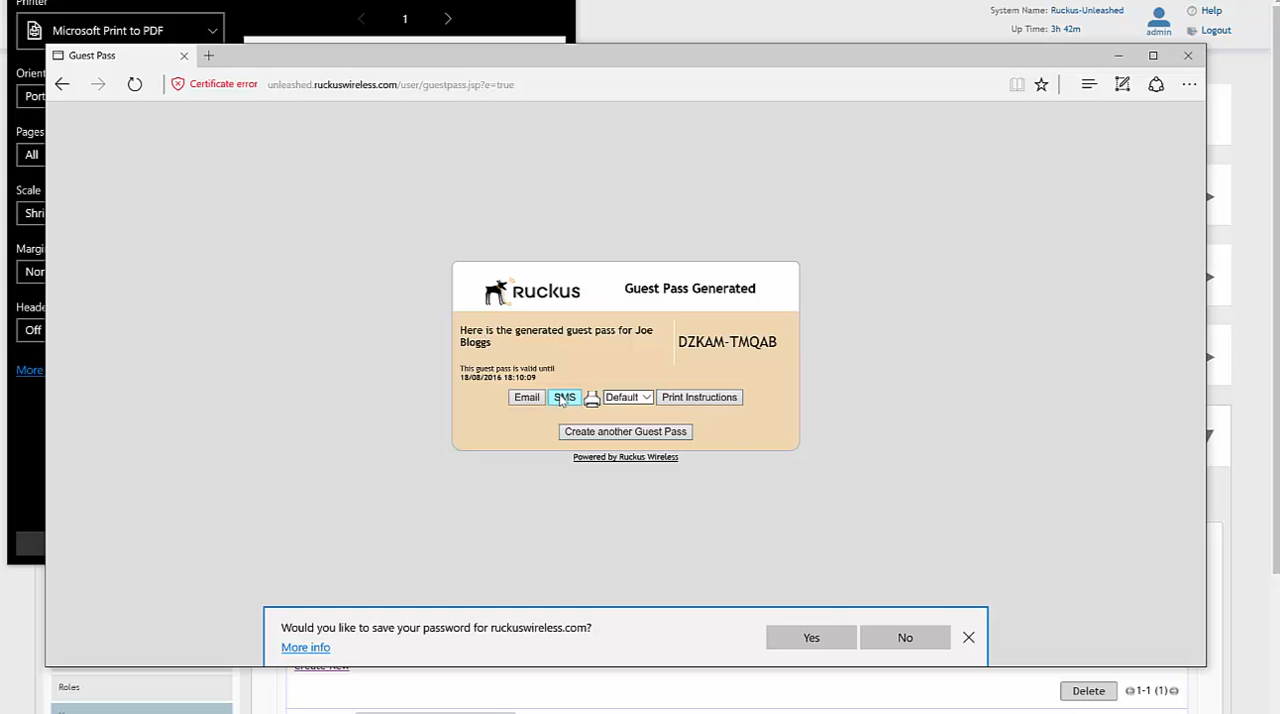 Printer
Microsoft Print to PDF
1
System Name: Ruckus-Unleashed
Up Time: 3h 42m
admin
Help
Logout
Guest Pass
Certificate error
unleashed.ruckuswireless.com/user/guestpass.jsp?e=true
Orient
Port
Pages
All
Scale
Shri
Margi
Nor
Heade
Off
More
Ruckus
Guest Pass Generated
Here is the generated guest pass for Joe
Bloggs
DZKAM-TMQAB
This guest pass is valid until
18/08/2016 18:10:09
Email
SMS
Default
Print Instructions
Create another Guest Pass
Powered by Ruckus Wireless
Would you like to save your password for ruckuswireless.com?
More info
Yes
No
Create New
Roles
Delete
1-1 (1)